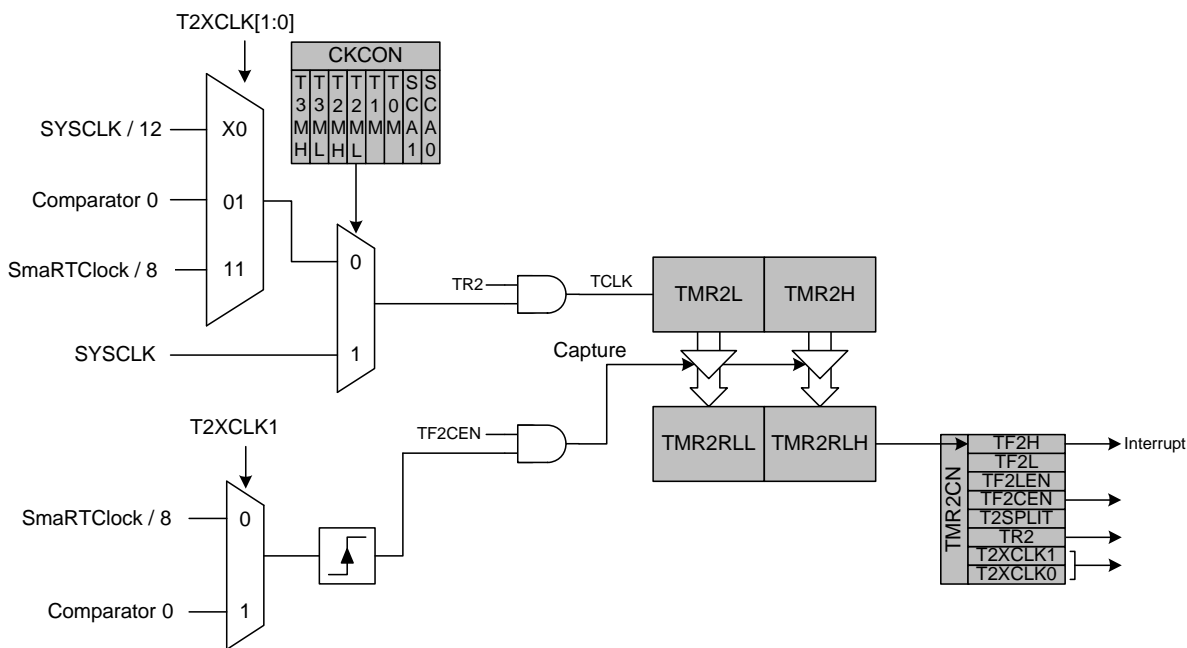 T2XCLK[1:0]
CKCON
T3MH
T3ML
T2MH
T2ML
T1M
T0M
SCA1
SCA0
SYSCLK / 12
X0
Comparator 0
01
SmaRTClock / 8
11
0
TR2
TCLK
TMR2L
TMR2H
SYSCLK
1
Capture
T2XCLK1
TF2CEN
TMR2RLL
TMR2RLH
TMR2CN
TF2H
Interrupt
TF2L
TF2LEN
TF2CEN
T2SPLIT
TR2
T2XCLK1
T2XCLK0
SmaRTClock / 8
0
Comparator 0
1